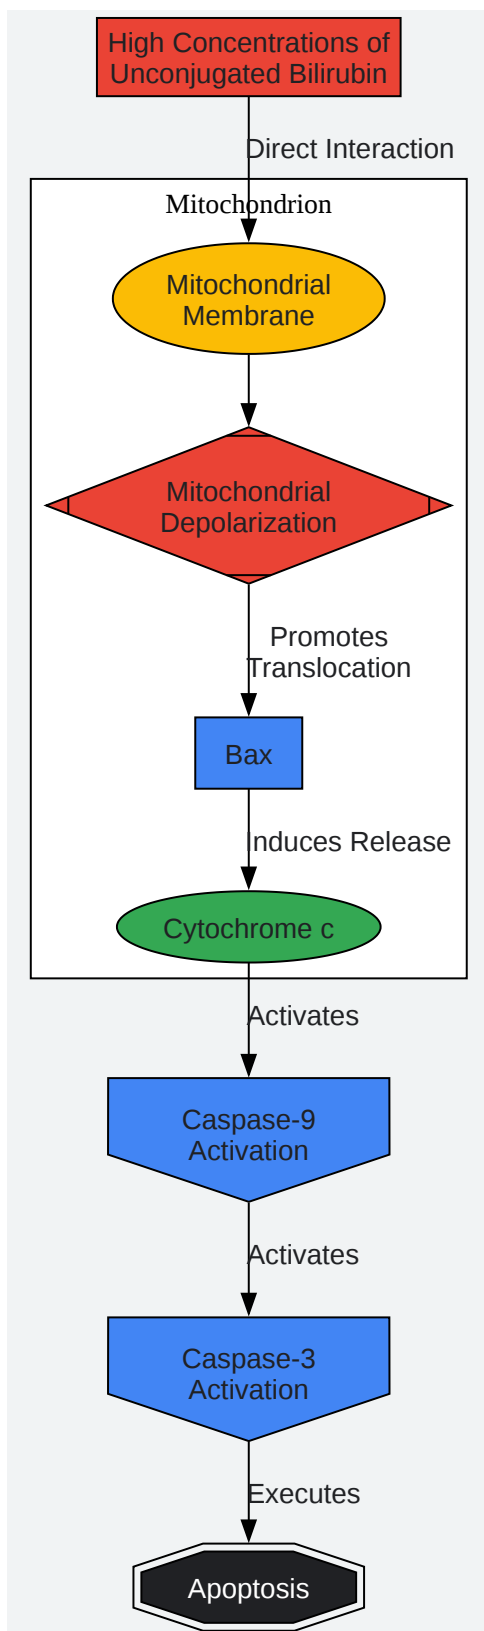 High Concentrations of
Unconjugated Bilirubin
Direct Interaction
Mitochondrion
Mitochondrial
Membrane
Mitochondrial
Depolarization
Promotes
Translocation
Bax
Induces Release
Cytochrome c
Activates
Caspase-9
Activation
Activates
Caspase-3
Activation
Executes
Apoptosis